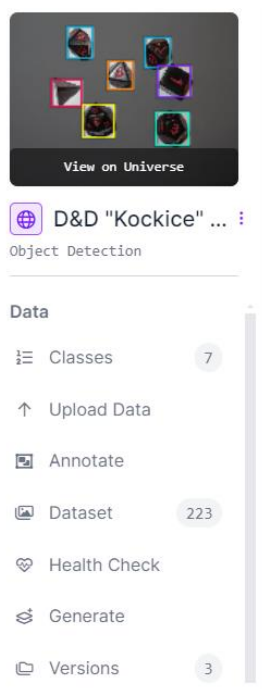 View on Universe
D&D "Kockice" ...
Object Detection
Data
Classes 7
Upload Data
Annotate
Dataset 223
Health Check
Generate
Versions 3